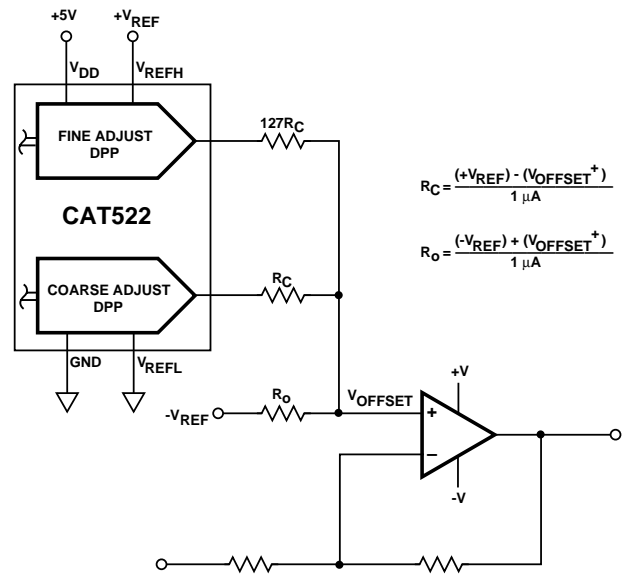 +5V
+VREF
VDD
VREFH
FINE ADJUST
DPP
127RC
CAT522
RC = (+VREF) - (VOFFSET+)
1 µA
Ro = (-VREF) + (VOFFSET+)
1 µA
COARSE ADJUST
DPP
RC
GND
VREFL
Ro
-VREF
VOFFSET
+V
+
–
-V